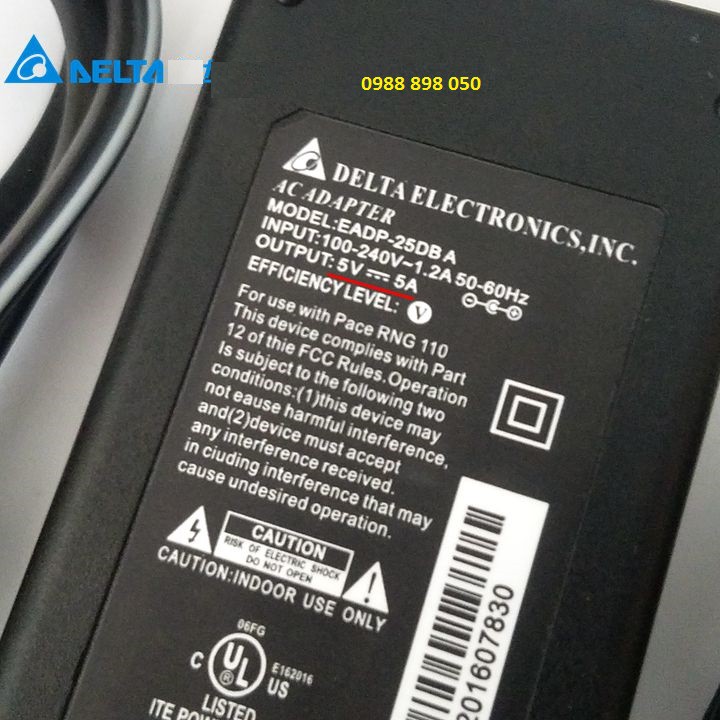 DELTA
0988 898 050
DELTA ELECTRONICS,INC.
AC ADAPTER
MODEL:EADP-25DB A
INPUT:100-240V~1.2A 50-60Hz
OUTPUT: 5V 5A
EFFICIENCY LEVEL: V
For use with Pace RNG 110
This device complies with Part
12 of thie FCC Rules.Operation
Is subject to the following two
conditions:(1)this device may
not eause harmful interference,
and(2)device must accept
any interference received.
in cluding interference that may
cause undesired operation.
CAUTION
RISK OF ELECTRIC SHOCK
DO NOT OPEN
CAUTION:INDOOR USE ONLY
06FG
C UL US
E162016
LISTED
ITE
201607830